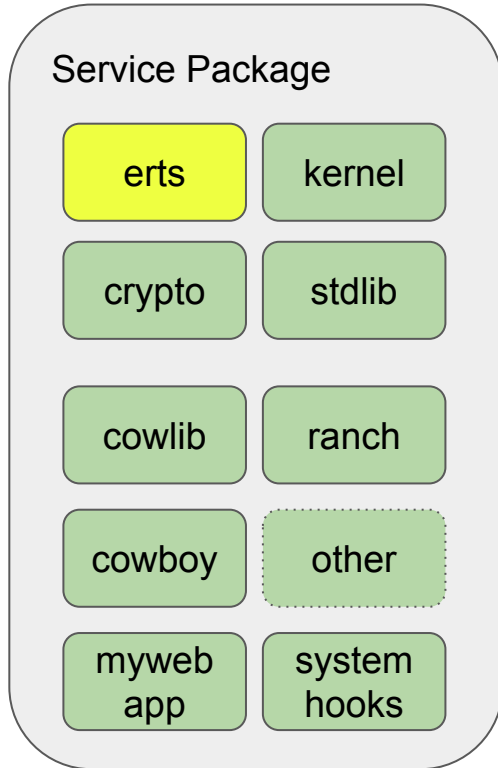 Service Package
erts
kernel
crypto
stdlib
cowlib
ranch
cowboy
other
myweb
app
system
hooks